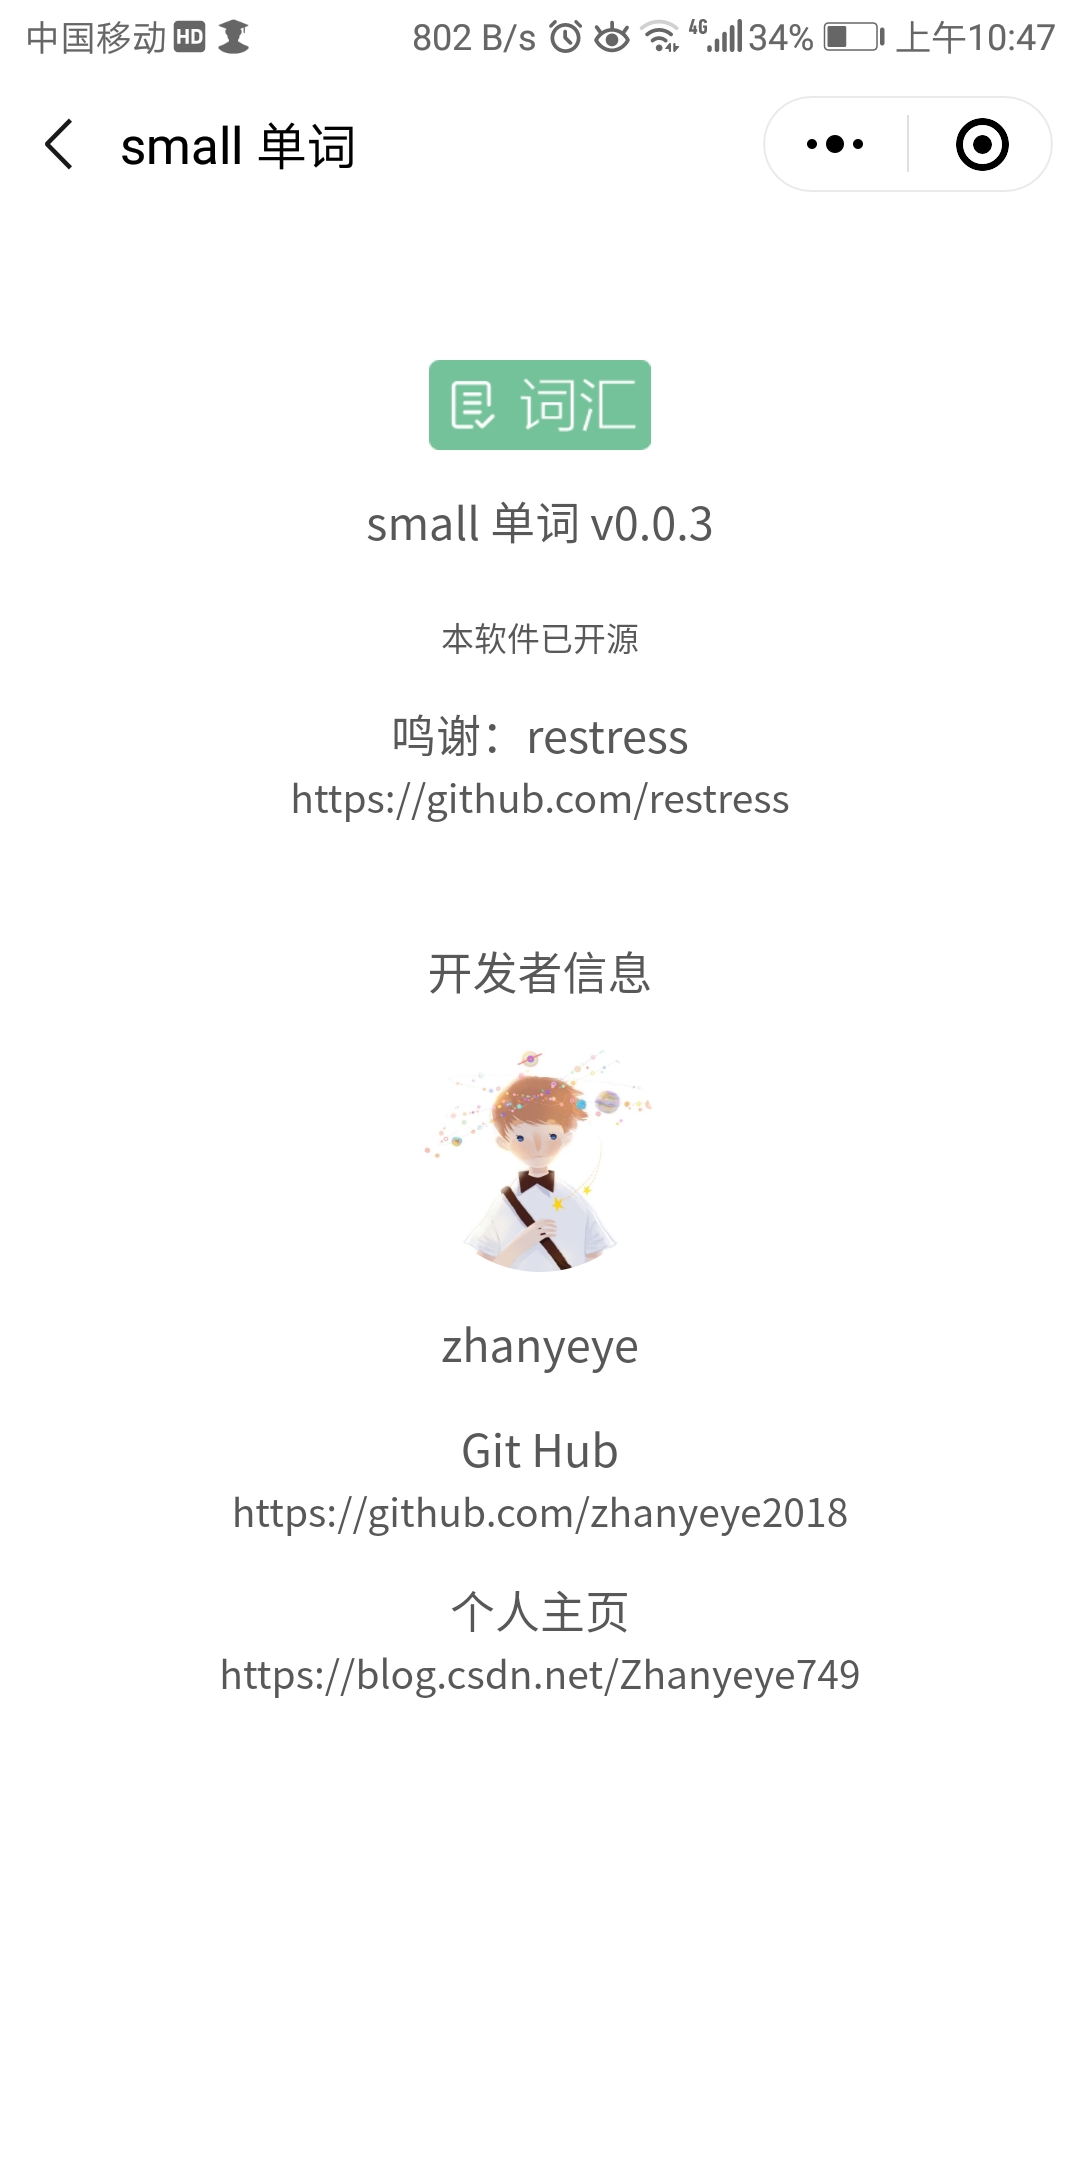 中国移动 HD 802 B/s 4G 34% 上午10:47
small 单词
词汇
small 单词 v0.0.3
本软件已开源
鸣谢：restress
https://github.com/restress
开发者信息
zhanyeye
Git Hub
https://github.com/zhanyeye2018
个人主页
https://blog.csdn.net/Zhanyeye749